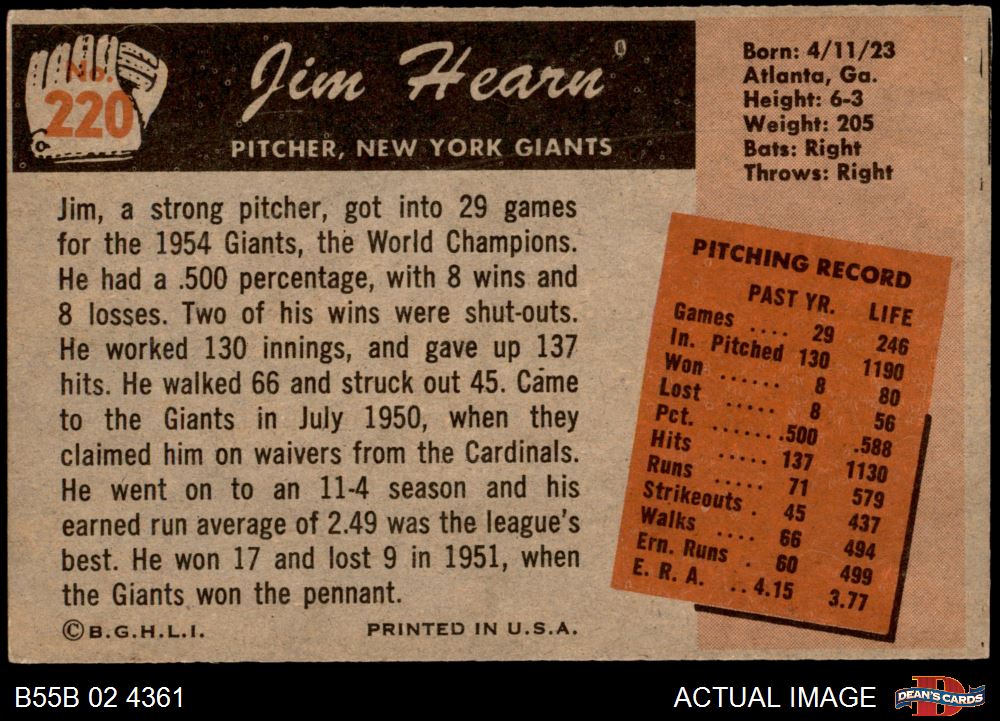 No.
220
Jim Hearn
PITCHER, NEW YORK GIANTS
Born: 4/11/23
Atlanta, Ga.
Height: 6-3
Weight: 205
Bats: Right
Throws: Right
Jim, a strong pitcher, got into 29 games
for the 1954 Giants, the World Champions.
He had a .500 percentage, with 8 wins and
8 losses. Two of his wins were shut-outs.
He worked 130 innings, and gave up 137
hits. He walked 66 and struck out 45. Came
to the Giants in July 1950, when they
claimed him on waivers from the Cardinals.
He went on to an 11-4 season and his
earned run average of 2.49 was the league's
best. He won 17 and lost 9 in 1951, when
the Giants won the pennant.
©B.G.H.L.I. PRINTED IN U.S.A.
PITCHING RECORD
PAST YR. LIFE
Games .... 29 246
In. Pitched 130 1190
Won ...... 8 80
Lost ..... 8 56
Pct. .......500 .588
Hits ..... 137 1130
Runs ..... 71 579
Strikeouts . 45 437
Walks .... 66 494
Ern. Runs . 60 499
E. R. A. .. 4.15 3.77
B55B 02 4361 ACTUAL IMAGE DEAN'S CARDS